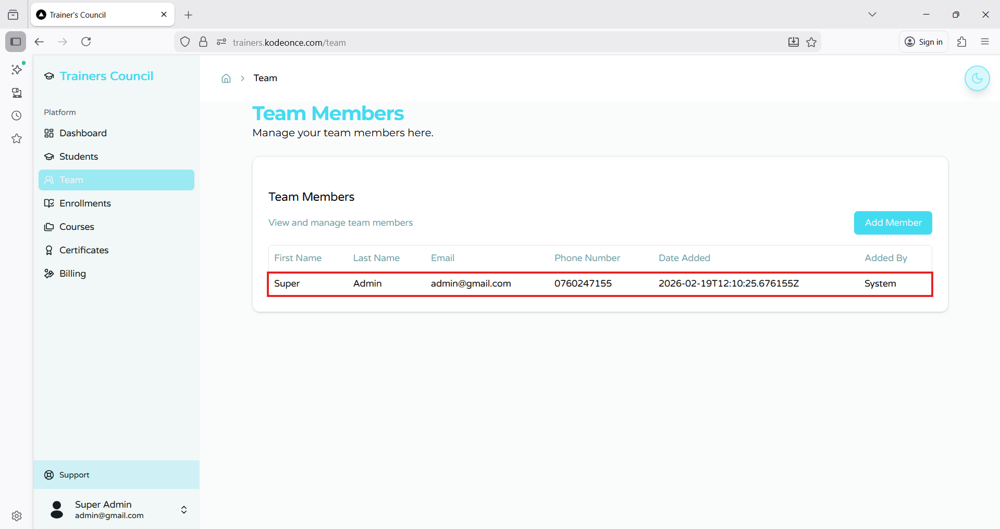 Trainer's Council
trainers.kodeonce.com/team
Sign in
Trainers Council
Platform
Dashboard
Students
Team
Enrollments
Courses
Certificates
Billing
Support
Super Admin
admin@gmail.com
Team
Team Members
Manage your team members here.
Team Members
View and manage team members
Add Member
First Name Last Name Email Phone Number Date Added Added By
Super Admin admin@gmail.com 0760247155 2026-02-19T12:10:25.676155Z System